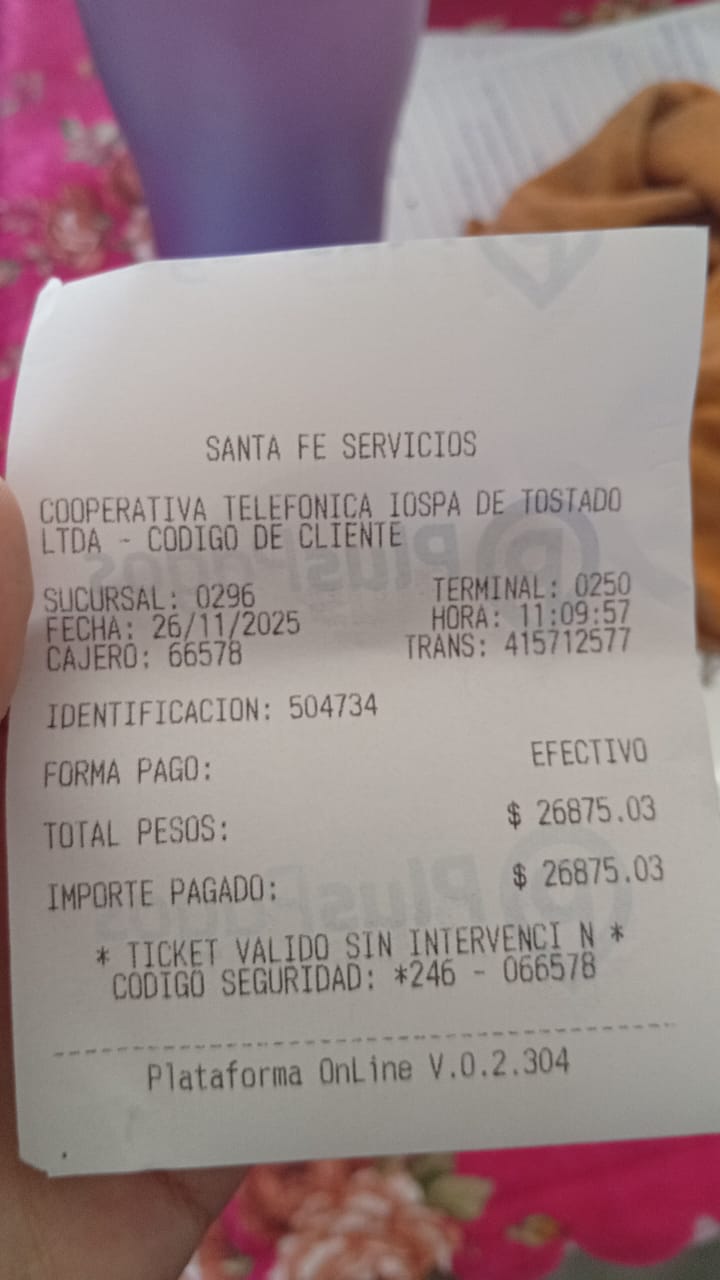 SANTA FE SERVICIOS
COOPERATIVA TELEFONICA IOSPA DE TOSTADO
LTDA - CODIGO DE CLIENTE
SUCURSAL: 0296 TERMINAL: 0250
FECHA: 26/11/2025 HORA: 11:09:57
CAJERO: 66578 TRANS: 415712577
IDENTIFICACION: 504734
FORMA PAGO: EFECTIVO
TOTAL PESOS: $ 26875.03
IMPORTE PAGADO: $ 26875.03
* TICKET VALIDO SIN INTERVENCI N *
CODIGO SEGURIDAD: *246 - 066578
Plataforma OnLine V.0.2.304
PlusPagos
PlusPagos